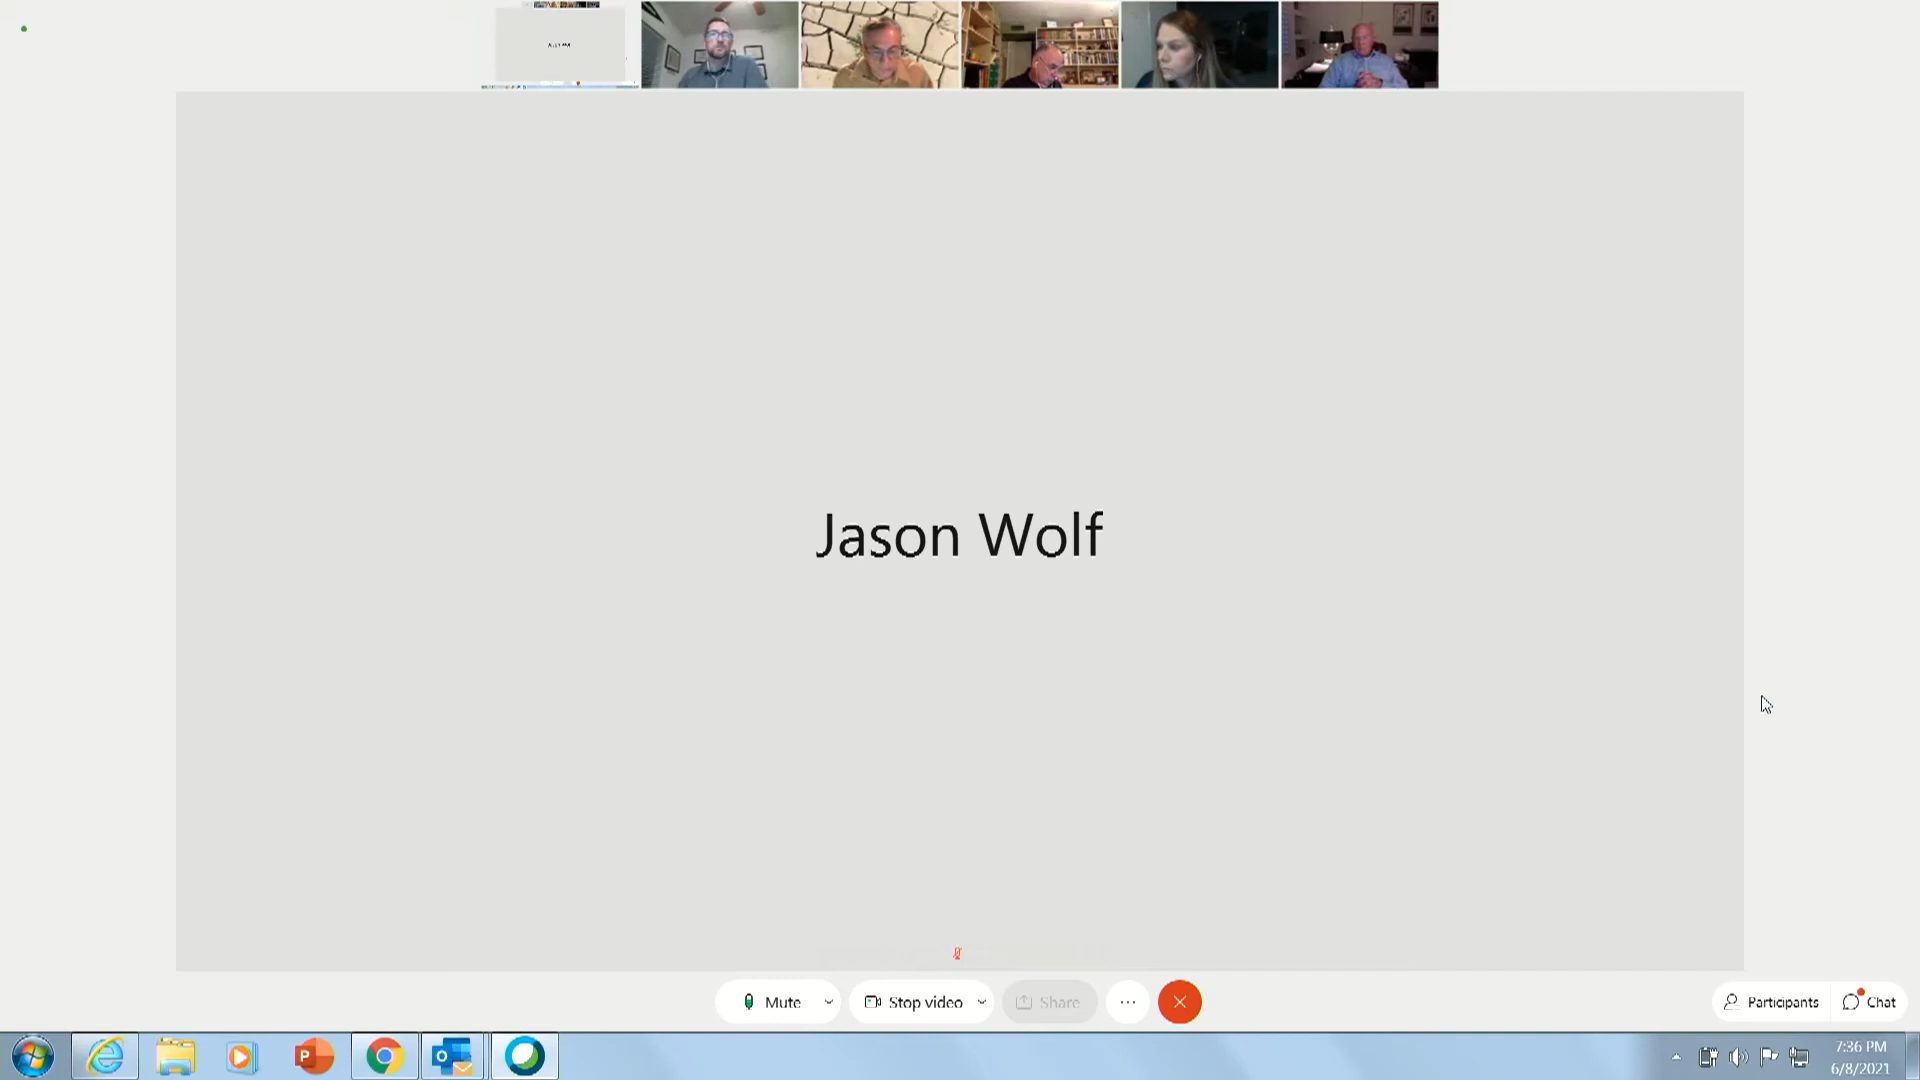 Jason Wolf
Mute
Stop video
Share
Participants
Chat
7:36 PM
6/8/2021